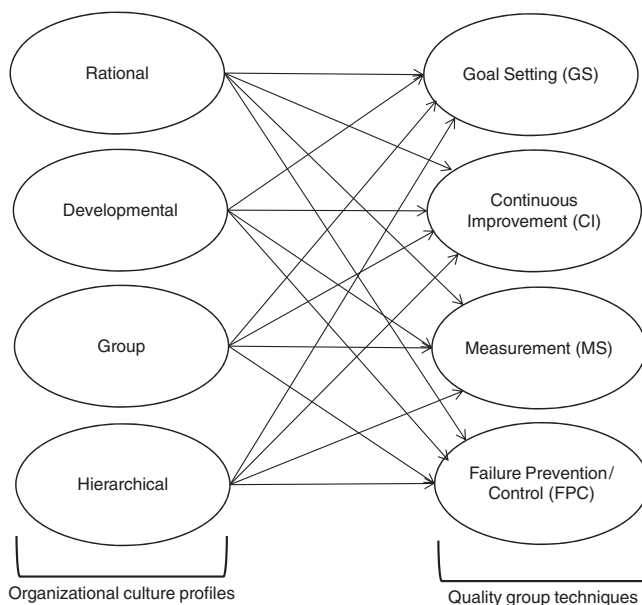 Rational
Goal Setting (GS)
Developmental
Continuous
Improvement (CI)
Group
Measurement (MS)
Hierarchical
Failure Prevention/
Control (FPC)
Organizational culture profiles
Quality group techniques